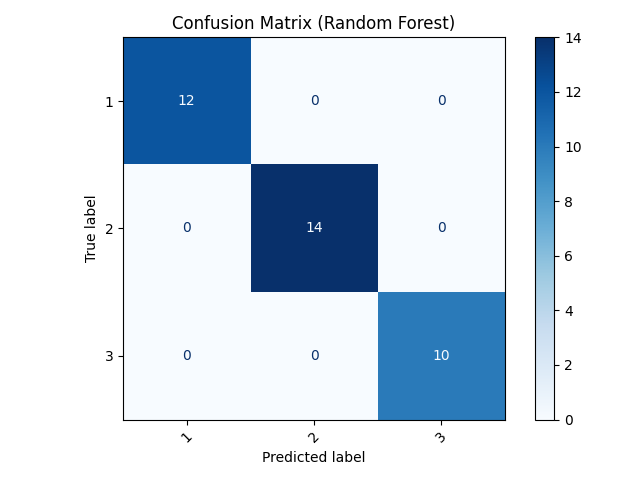 Confusion Matrix (Random Forest)
14
12
10
8
6
4
2
0
True label
1
2
3
12 0 0
0 14 0
0 0 10
1 2 3
Predicted label